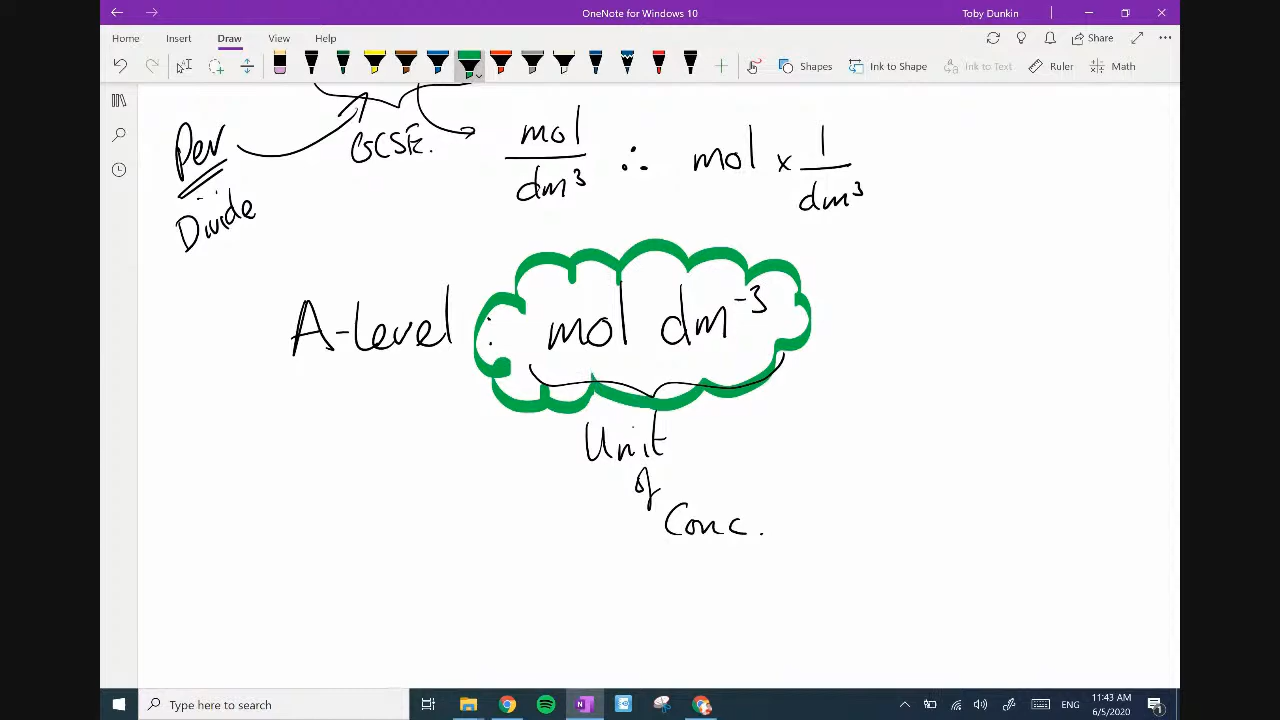 OneNote for Windows 10
Toby Dunkin
Home Insert Draw View Help
Share
Shapes
Ink to Shape
Ink to Text
Ruler
Math
Per
Divide
GCSE.
mol
dm³
∴ mol × 1
dm³
A-level : mol dm⁻³
Unit
of
Conc.
Type here to search
ENG
11:43 AM
6/5/2020